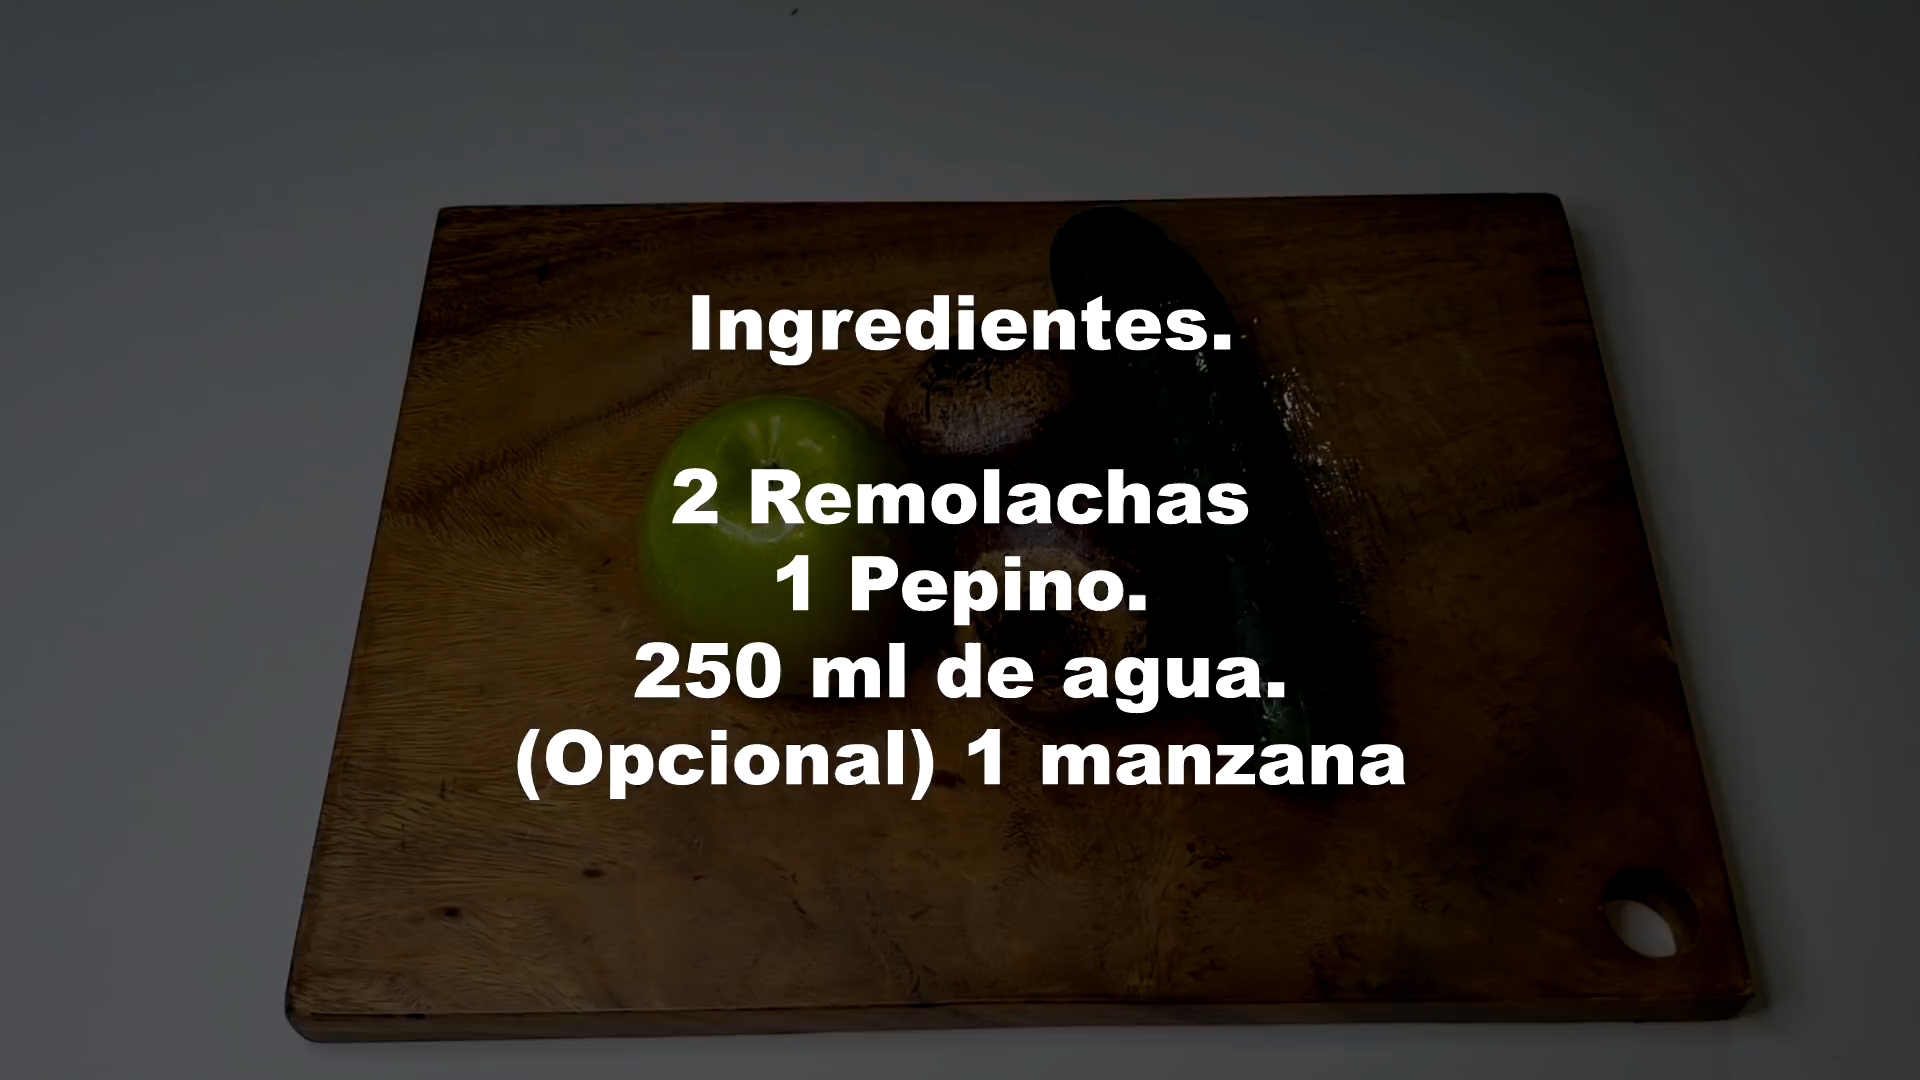 Ingredientes.
2 Remolachas
1 Pepino.
250 ml de agua.
(Opcional) 1 manzana